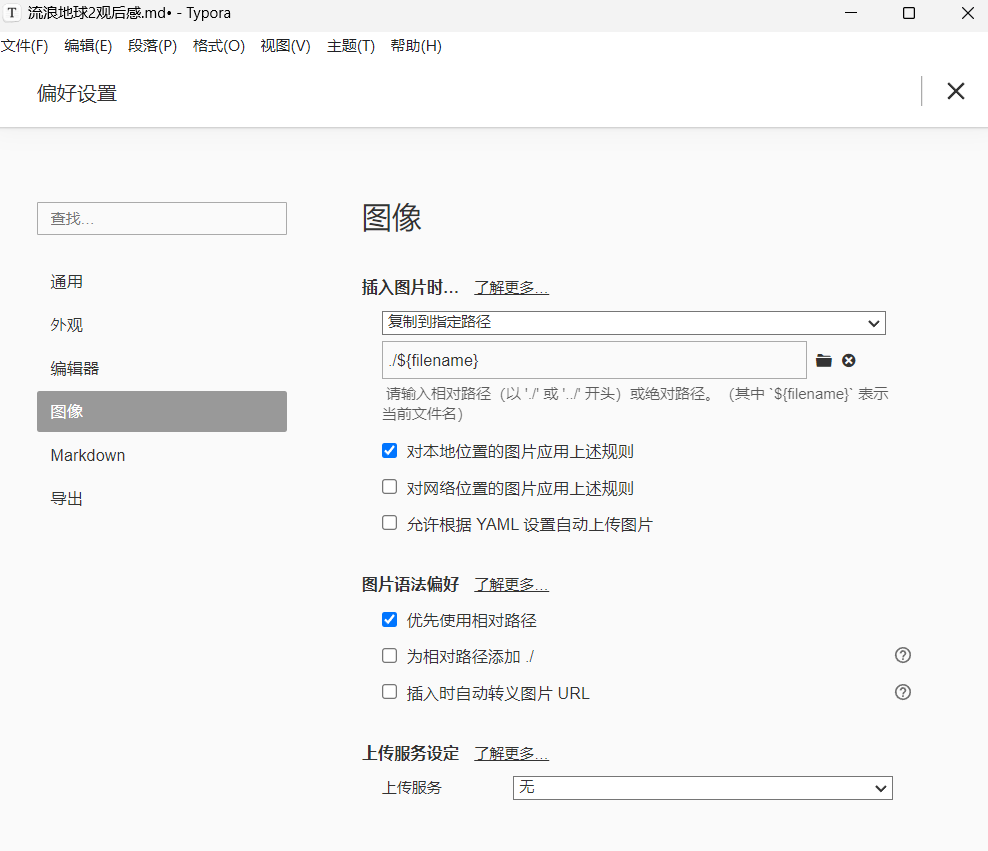 T 流浪地球2观后感.md• - Typora
文件(F) 编辑(E) 段落(P) 格式(O) 视图(V) 主题(T) 帮助(H)
偏好设置
查找...
通用
外观
编辑器
图像
Markdown
导出
图像
插入图片时... 了解更多...
复制到指定路径
./${filename}
请输入相对路径（以 './' 或 '../' 开头）或绝对路径。（其中 `${filename}` 表示
当前文件名）
对本地位置的图片应用上述规则
对网络位置的图片应用上述规则
允许根据 YAML 设置自动上传图片
图片语法偏好 了解更多...
优先使用相对路径
为相对路径添加 ./
插入时自动转义图片 URL
上传服务设定 了解更多...
上传服务 无